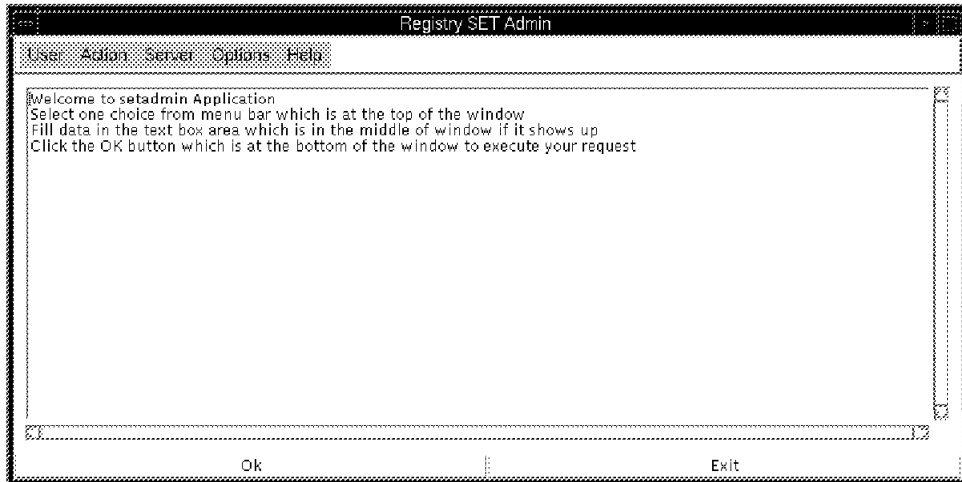 Registry SET Admin
User Action Server Options Help
Welcome to setadmin Application
Select one choice from menu bar which is at the top of the window
Fill data in the text box area which is in the middle of window if it shows up
Click the OK button which is at the bottom of the window to execute your request
Ok Exit